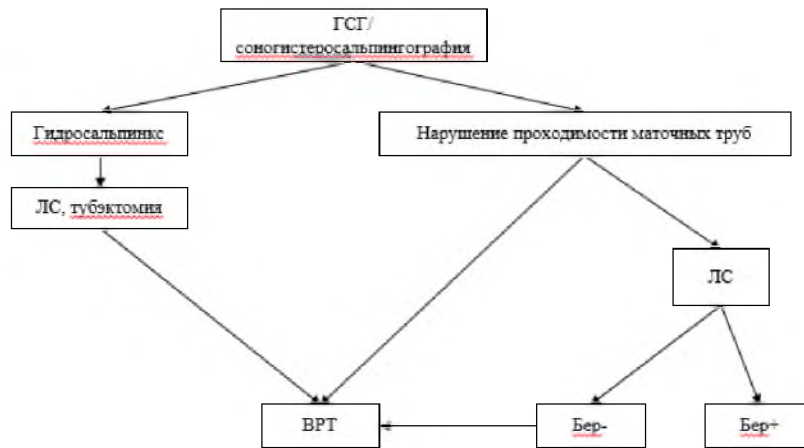 ГСГ/
соногистеросальпингография
Гидросальпинкс
Нарушение проходимости маточных труб
ЛС, тубэктомия
ЛС
ВРТ
Бер-
Бер+